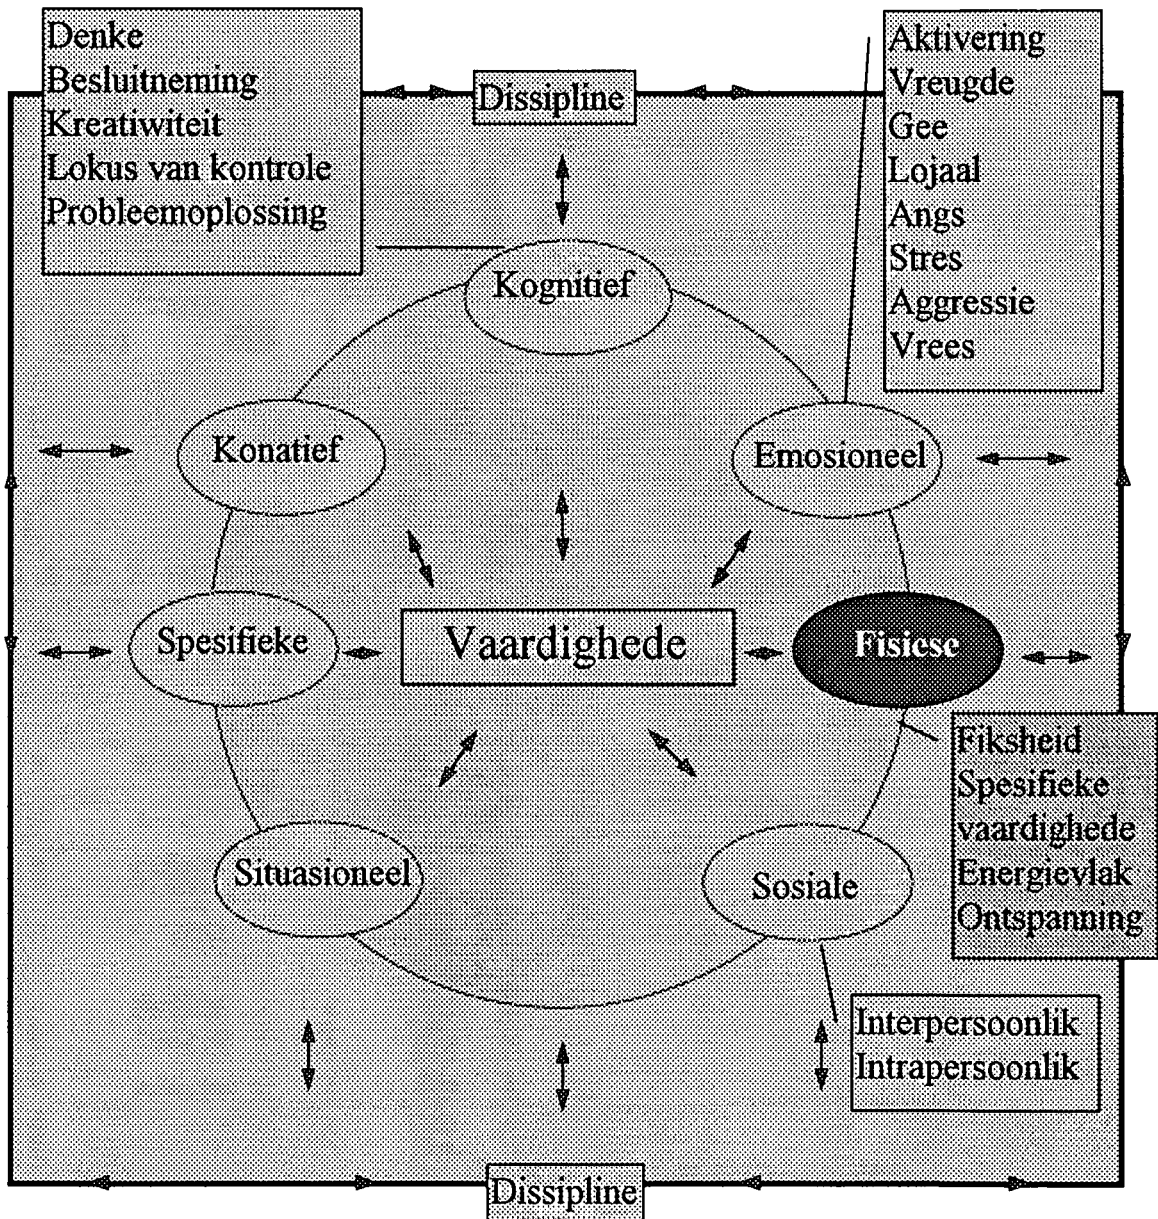 Denke
Besluitneming
Kreatiwiteit
Lokus van kontrole
Probleemoplossing
Dissipline
Aktivering
Vreugde
Gee
Lojaal
Angs
Stres
Aggressie
Vrees
Kognitief
Konatief
Emosioneel
Spesifieke
Vaardighede
Fisiese
Fiksheid
Spesifieke
vaardighede
Energievlak
Ontspanning
Situasioneel
Sosiale
Interpersoonlik
Intrapersoonlik
Dissipline